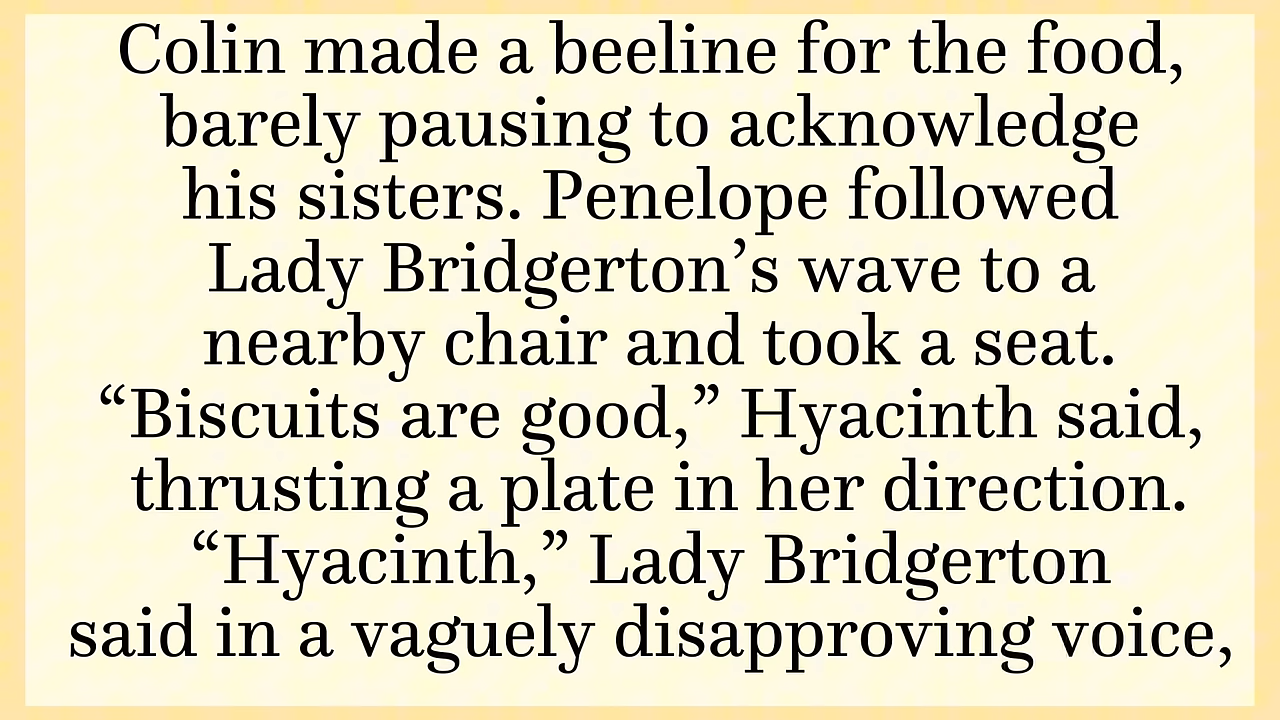 Colin made a beeline for the food,
barely pausing to acknowledge
his sisters. Penelope followed
Lady Bridgerton’s wave to a
nearby chair and took a seat.
“Biscuits are good,” Hyacinth said,
thrusting a plate in her direction.
“Hyacinth,” Lady Bridgerton
said in a vaguely disapproving voice,